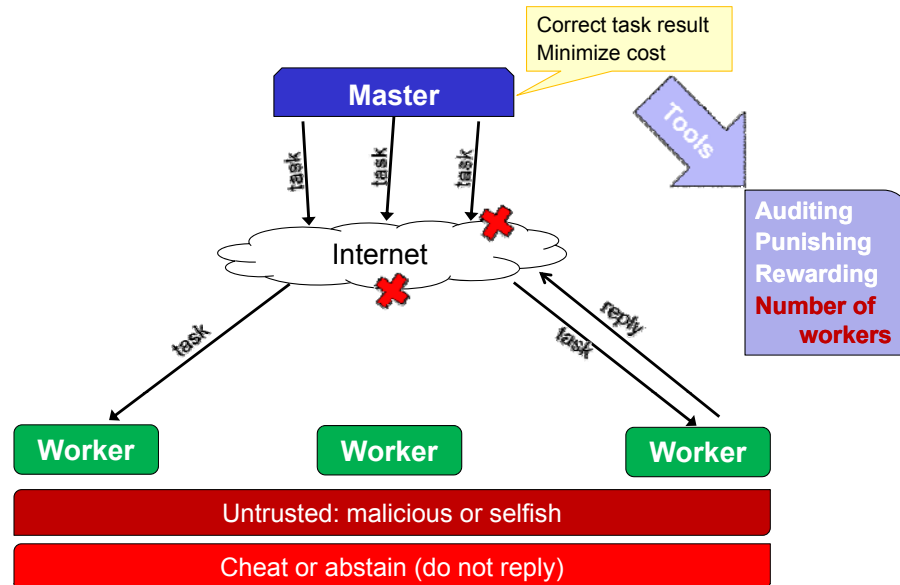 Correct task result
Minimize cost
Master
Tools
task
task
task
Auditing
Punishing
Rewarding
Number of
workers
Internet
task
reply
task
Worker
Worker
Worker
Untrusted: malicious or selfish
Cheat or abstain (do not reply)